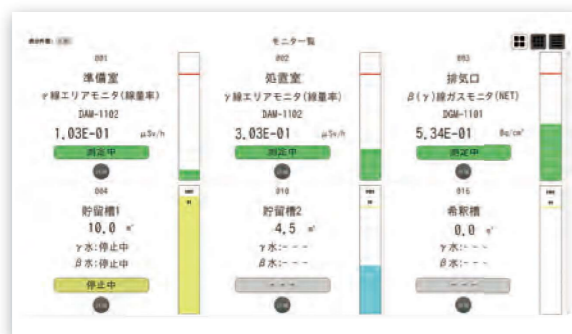 モニター一覧
001
準備室
γ線エリアモニタ(線量率)
DAM-1102
1.03E-01 μSv/h
測定中
002
処置室
γ線エリアモニタ(線量率)
DAM-1102
3.03E-01 μSv/h
測定中
003
排気口
β(γ)線ガスモニタ(NET)
DGM-1101
5.34E-01 Bq/cm³
測定中
004
貯留槽1
10.0 m³
γ水:停止中
β水:停止中
停止中
010
貯留槽2
4.5 m³
γ水:---
β水:---
---
016
希釈槽
0.0 m³
γ水:---
β水:---
---